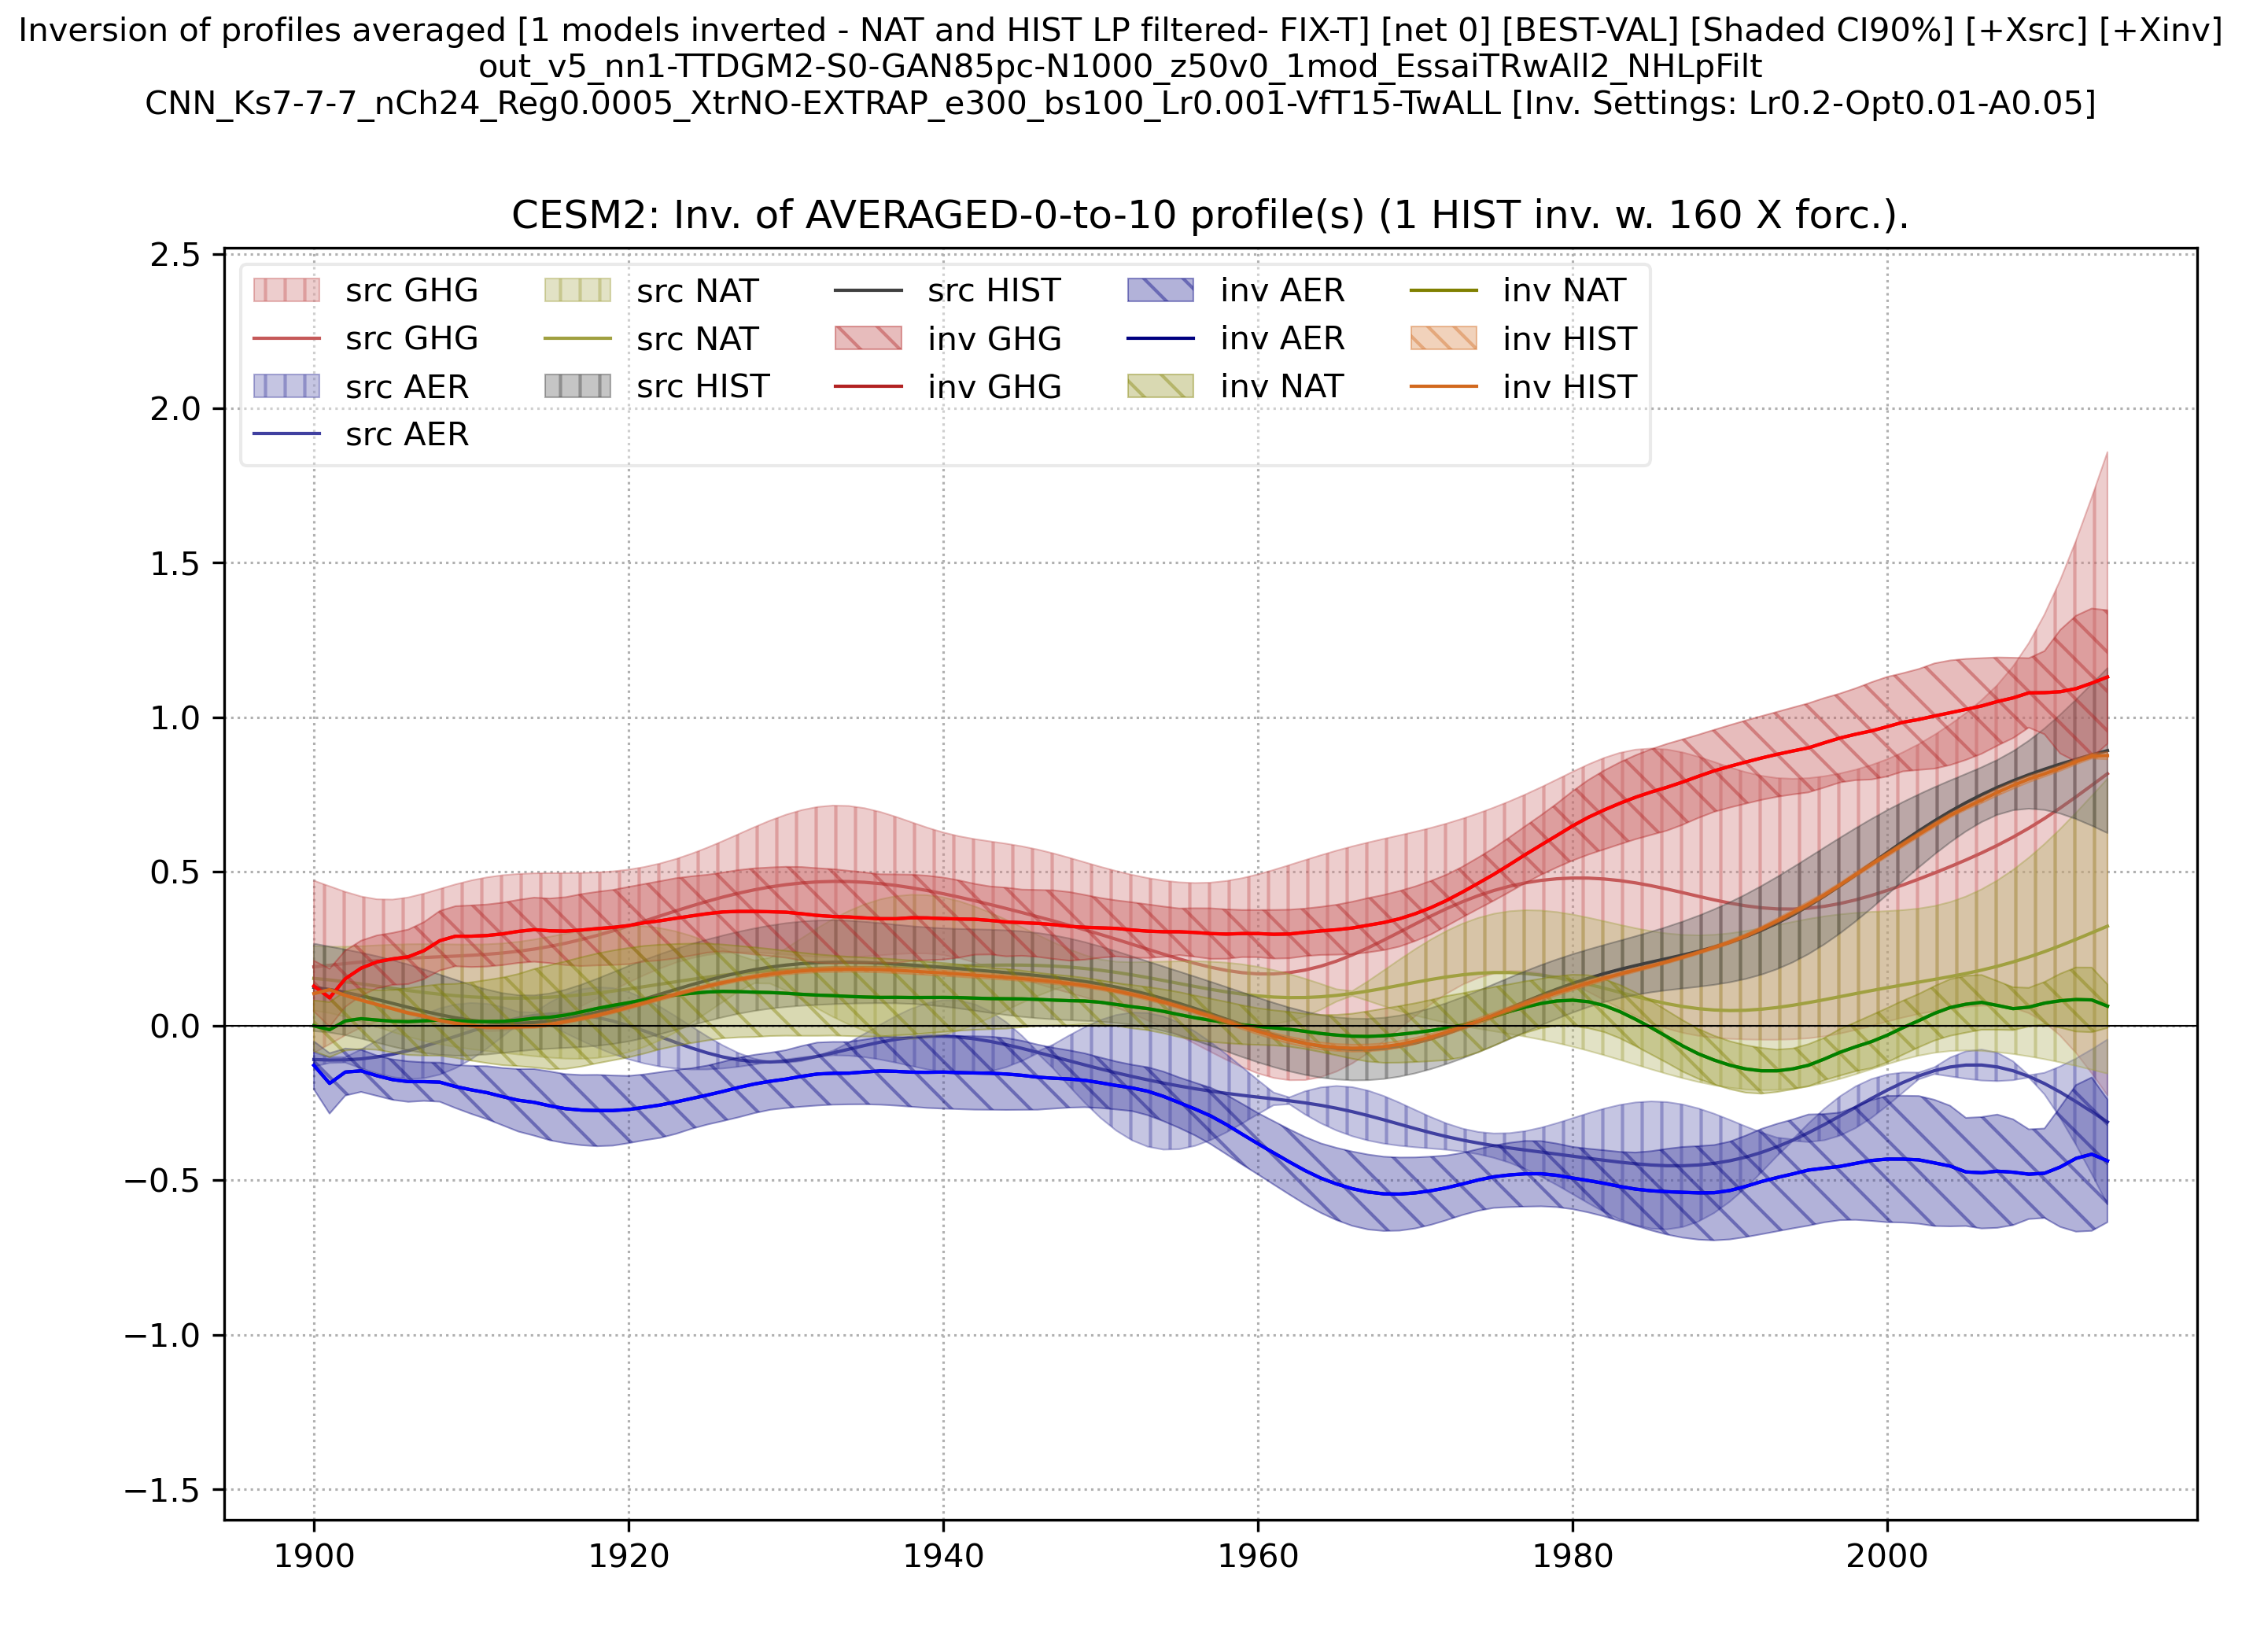 Inversion of profiles averaged [1 models inverted - NAT and HIST LP filtered- FIX-T] [net 0] [BEST-VAL] [Shaded CI90%] [+Xsrc] [+Xinv]
out_v5_nn1-TTDGM2-S0-GAN85pc-N1000_z50v0_1mod_EssaiTRwAll2_NHLpFilt
CNN_Ks7-7-7_nCh24_Reg0.0005_XtrNO-EXTRAP_e300_bs100_Lr0.001-VfT15-TwALL [Inv. Settings: Lr0.2-Opt0.01-A0.05]
CESM2: Inv. of AVERAGED-0-to-10 profile(s) (1 HIST inv. w. 160 X forc.).
src GHG
src GHG
src AER
src AER
src NAT
src NAT
src HIST
src HIST
inv GHG
inv GHG
inv AER
inv AER
inv NAT
inv NAT
inv HIST
inv HIST
2.5
2.0
1.5
1.0
0.5
0.0
−0.5
−1.0
−1.5
1900 1920 1940 1960 1980 2000